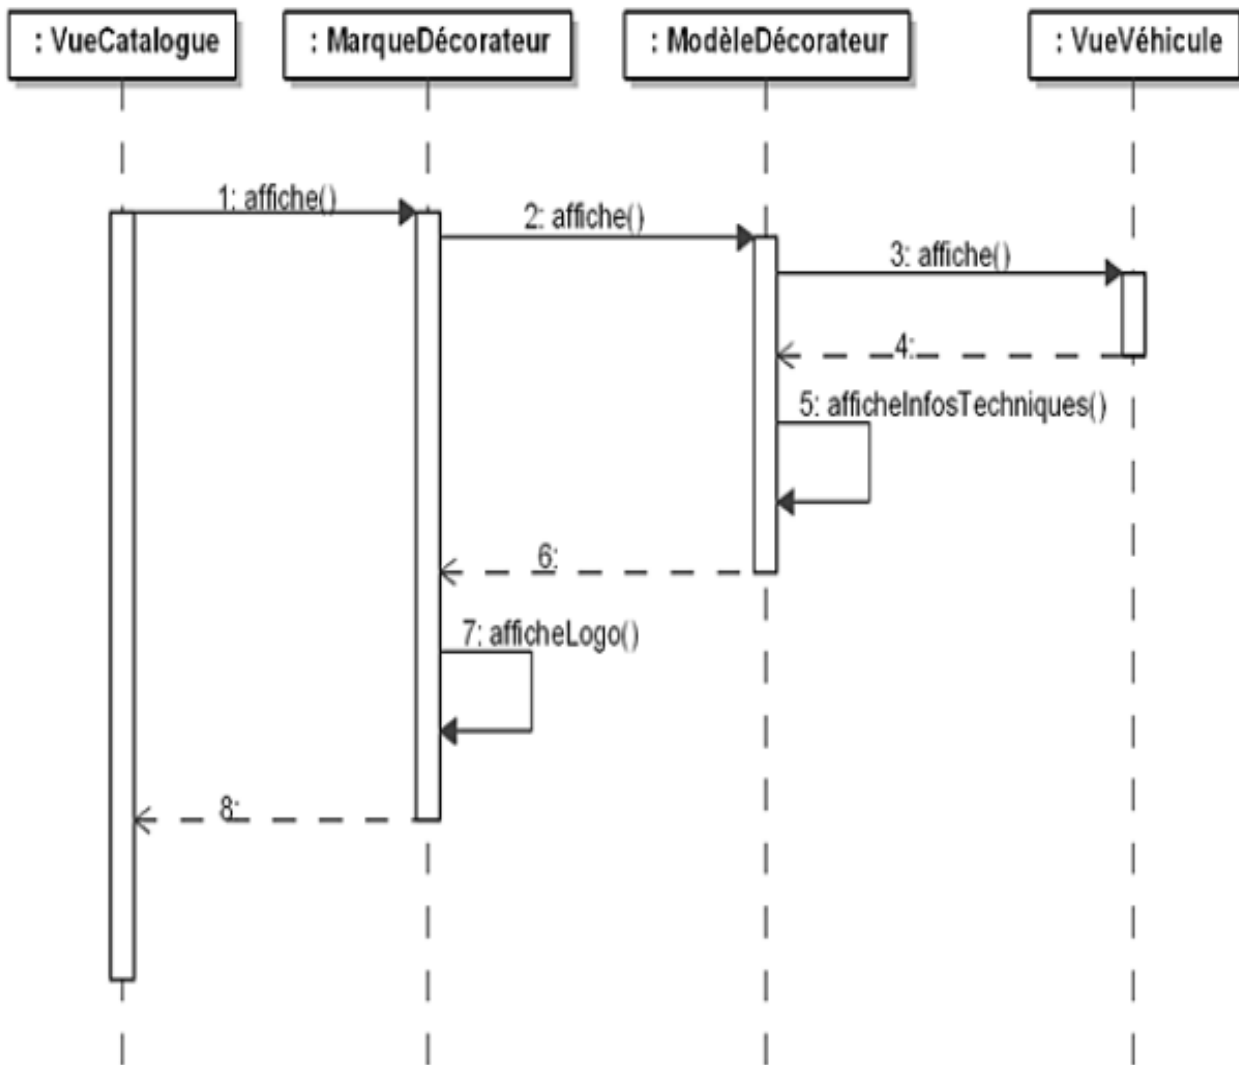 : VueCatalogue
: MarqueDécorateur
: ModèleDécorateur
: VueVéhicule
1: affiche()
2: affiche()
3: affiche()
4:
5: afficheInfosTechniques()
6:
7: afficheLogo()
8: